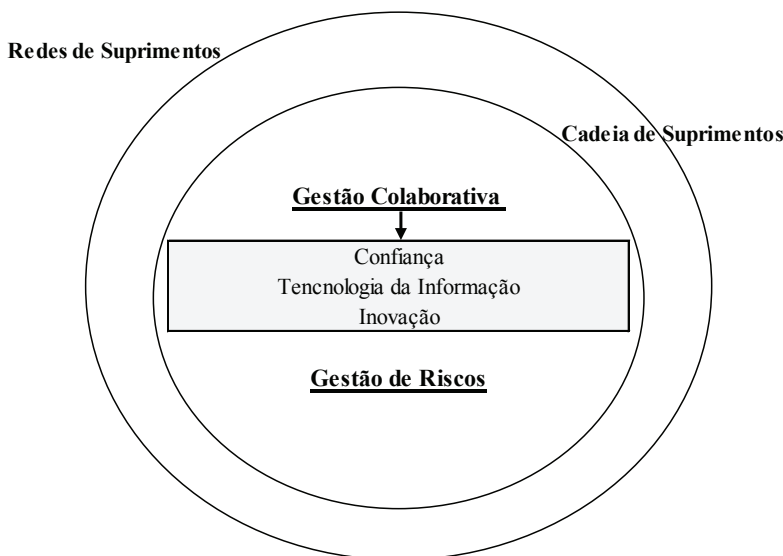 Redes de Suprimentos
Cadeia de Suprimentos
Gestão Colaborativa
Confiança
Tencnologia da Informação
Inovação
Gestão de Riscos